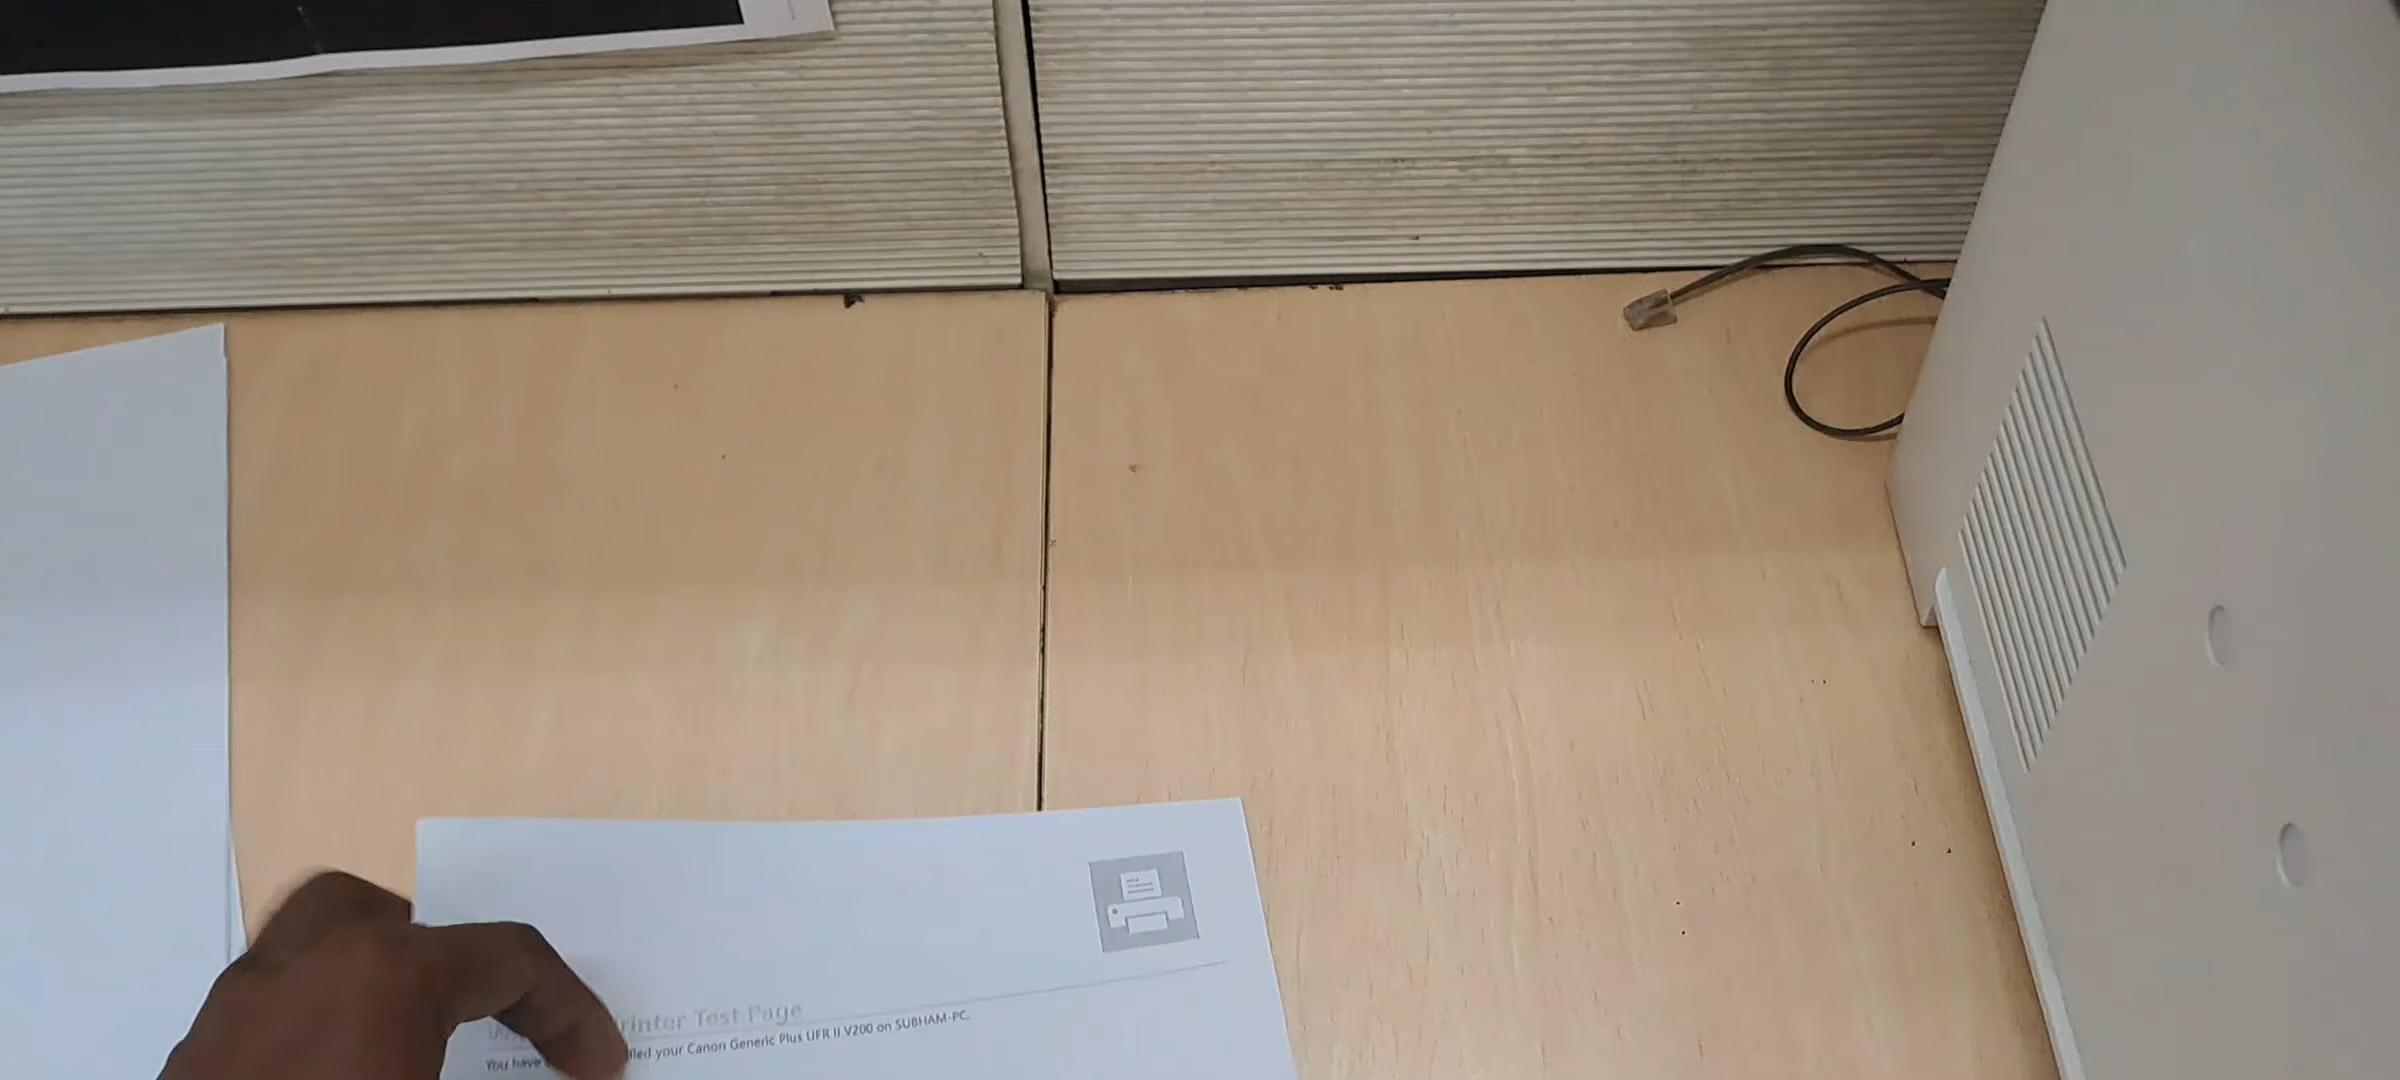 rinter Test Page
You have lled your Canon Generic Plus UFR II V200 on SUBHAM-PC.